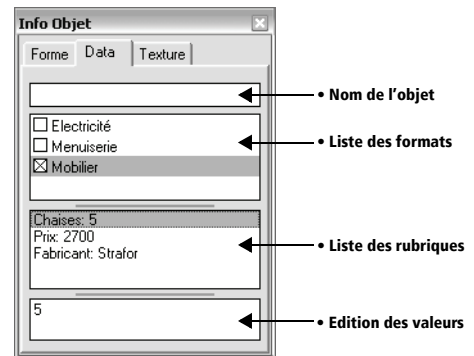 Info Objet
Forme Data Texture
• Nom de l'objet
Electricité
• Liste des formats
Menuiserie
Mobilier
Chaises: 5
Prix: 2700
• Liste des rubriques
Fabricant: Strafor
5
• Edition des valeurs